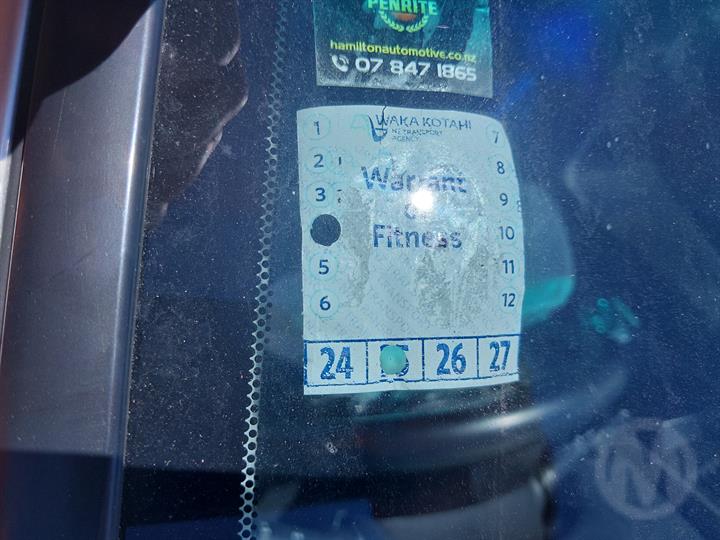 PENRITE
hamiltonautomotive.co.nz
07 847 1865
WAKA KOTAHI
NZ TRANSPORT
AGENCY
1 7
2 8
3 9
10
5 11
6 12
Warrant
of
Fitness
24 26 27
M